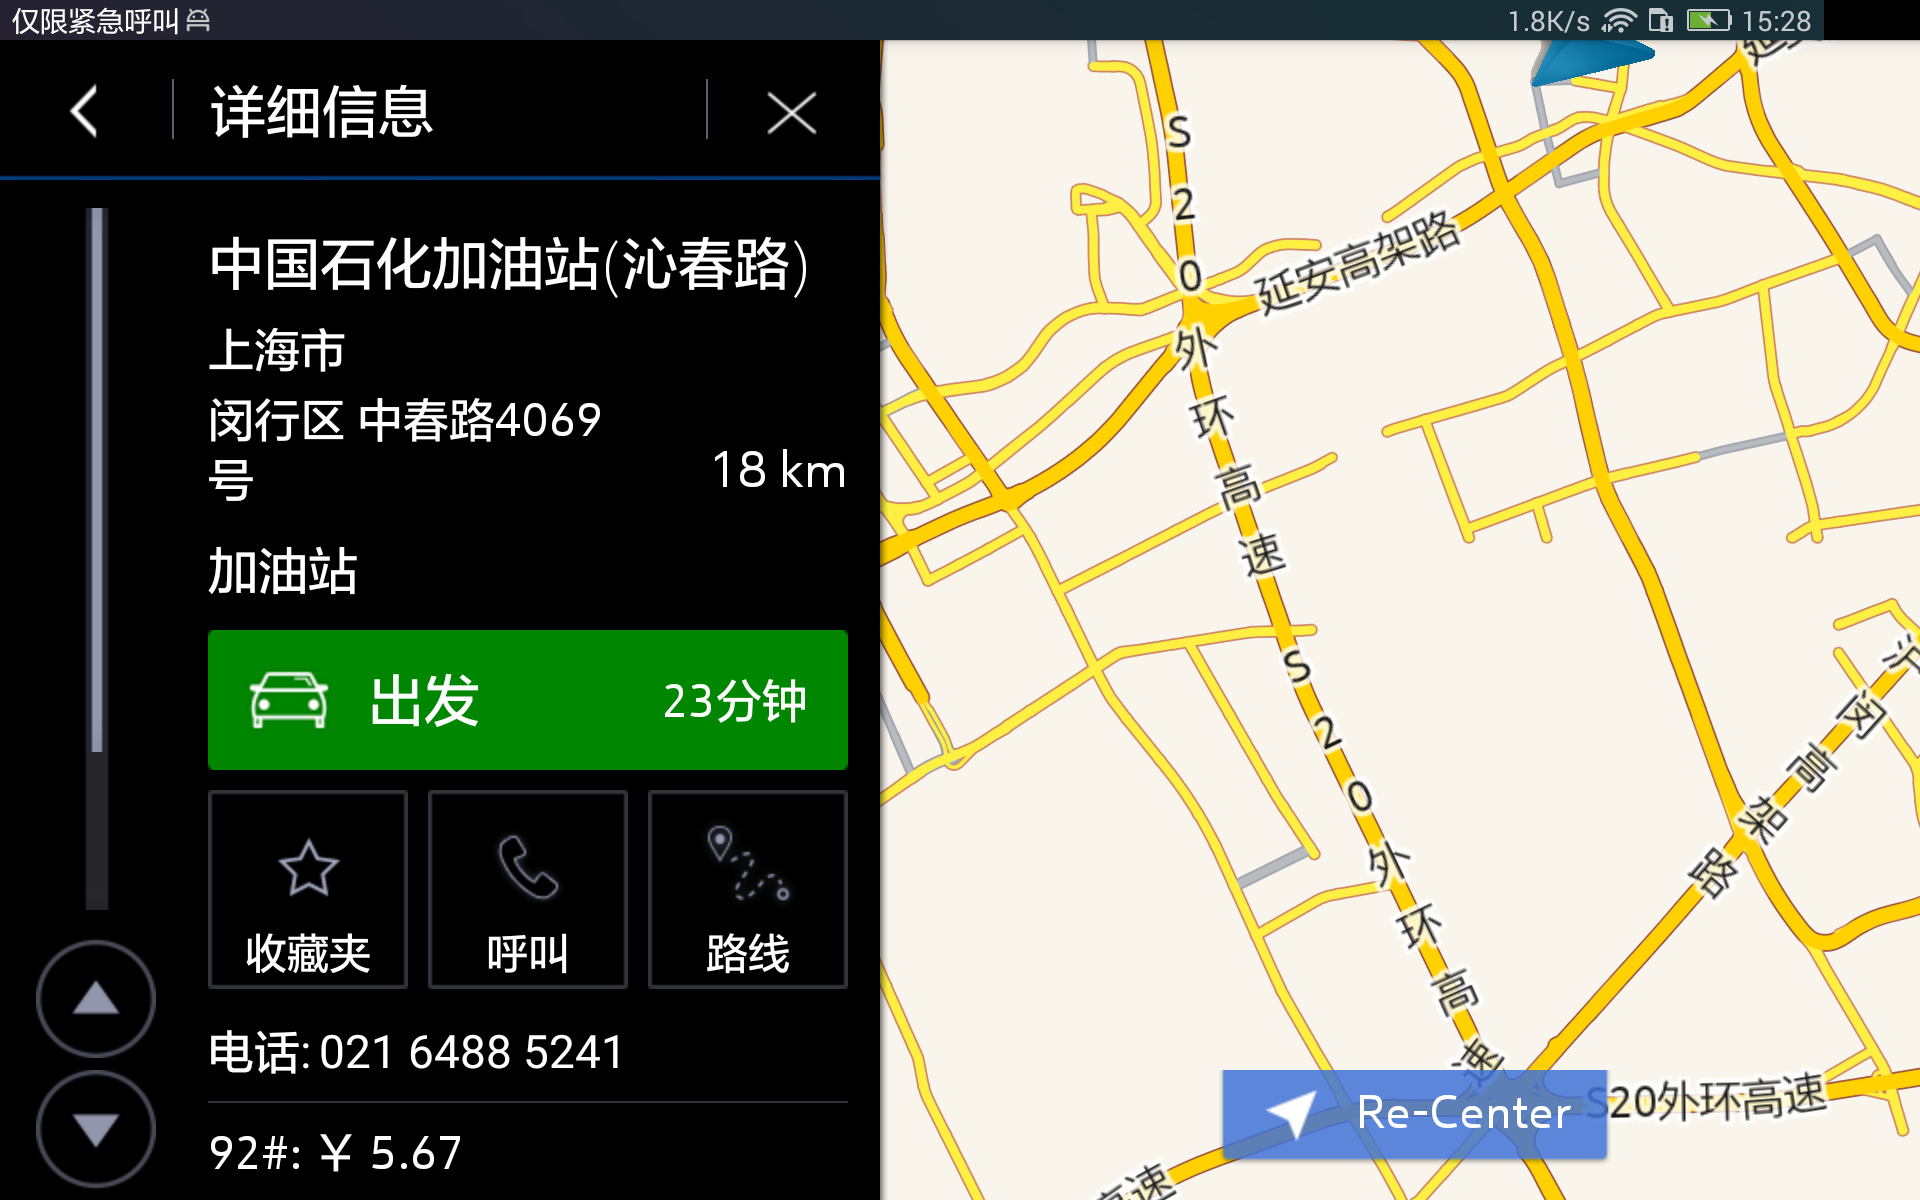 仅限紧急呼叫
1.8K/s 15:28
详细信息
中国石化加油站(沁春路)
上海市
闵行区 中春路4069
号
18 km
加油站
出发 23分钟
收藏夹 呼叫 路线
电话: 021 6488 5241
92#: ￥ 5.67
S20外环高速
延安高架路
S20外环高速
闵高架路
S20外环高速
高速
Re-Center